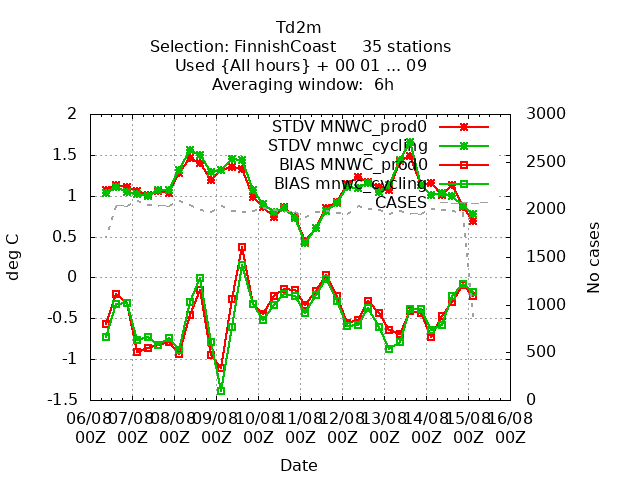 Td2m
Selection: FinnishCoast 35 stations
Used {All hours} + 00 01 ... 09
Averaging window: 6h
STDV MNWC_prod0
STDV mnwc_cycling
BIAS MNWC_prod0
BIAS mnwc_cycling
CASES
2
1.5
1
0.5
0
-0.5
-1
-1.5
deg C
3000
2500
2000
1500
1000
500
0
No cases
06/08 07/08 08/08 09/08 10/08 11/08 12/08 13/08 14/08 15/08 16/08
00Z 00Z 00Z 00Z 00Z 00Z 00Z 00Z 00Z 00Z 00Z
Date